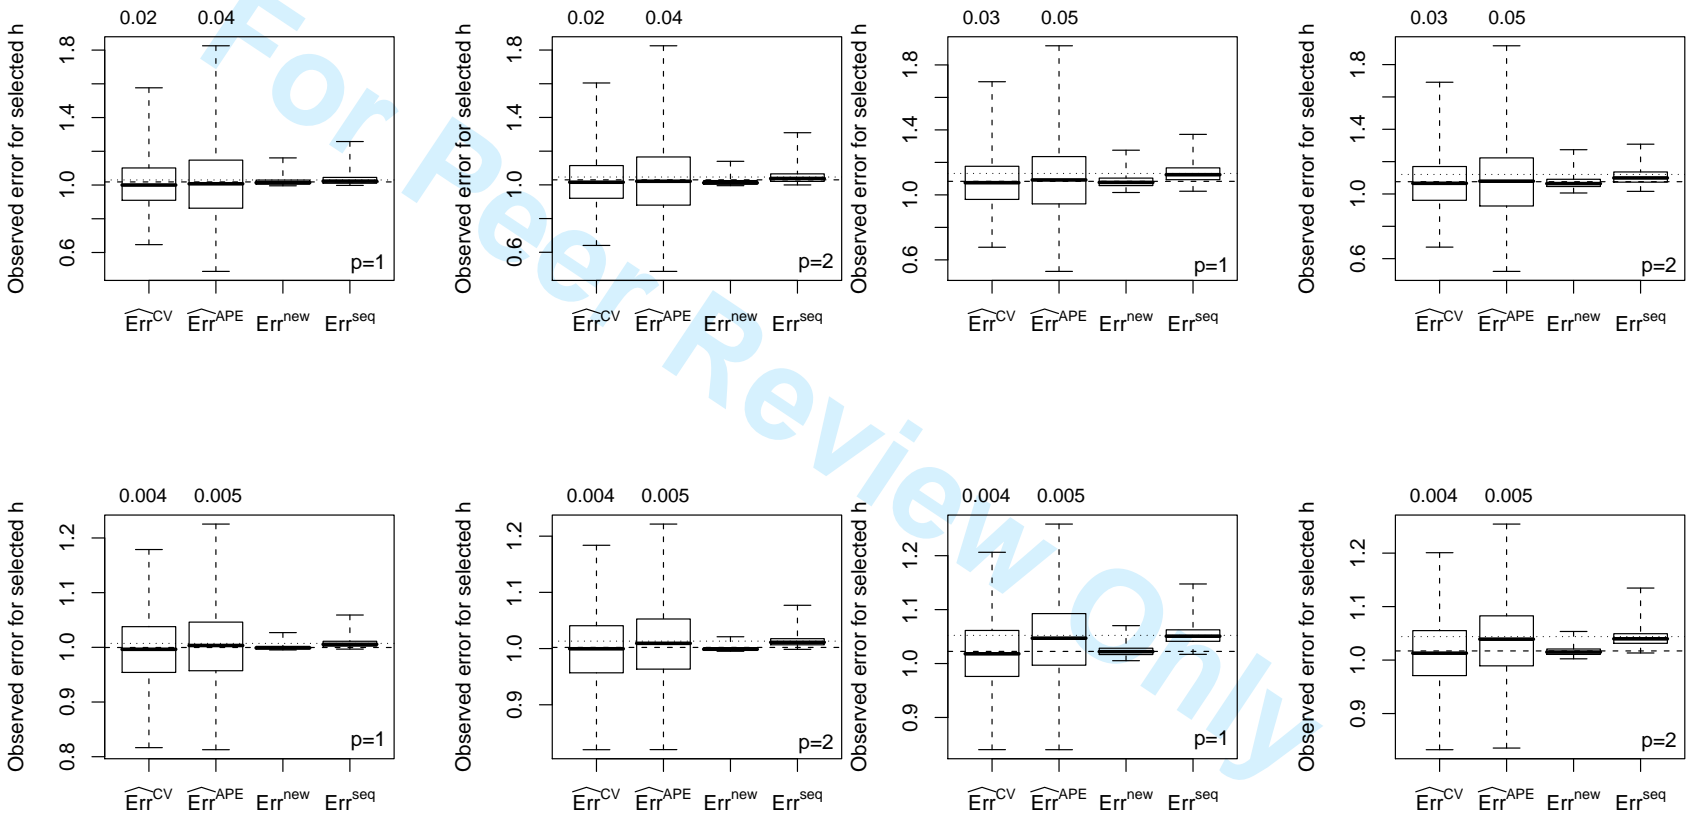 0.02 0.04
Observed error for selected h
0.6 1.0 1.4 1.8
p=1
Err^CV Err^APE Err^new Err^seq
0.02 0.04
Observed error for selected h
0.6 1.0 1.4 1.8
p=2
Err^CV Err^APE Err^new Err^seq
0.03 0.05
Observed error for selected h
0.6 1.0 1.4 1.8
p=1
Err^CV Err^APE Err^new Err^seq
0.03 0.05
Observed error for selected h
0.6 1.0 1.4 1.8
p=2
Err^CV Err^APE Err^new Err^seq
For Peer Review Only
0.004 0.005
Observed error for selected h
0.8 0.9 1.0 1.1 1.2
p=1
Err^CV Err^APE Err^new Err^seq
0.004 0.005
Observed error for selected h
0.9 1.0 1.1 1.2
p=2
Err^CV Err^APE Err^new Err^seq
0.004 0.005
Observed error for selected h
0.9 1.0 1.1 1.2
p=1
Err^CV Err^APE Err^new Err^seq
0.004 0.005
Observed error for selected h
0.9 1.0 1.1 1.2
p=2
Err^CV Err^APE Err^new Err^seq